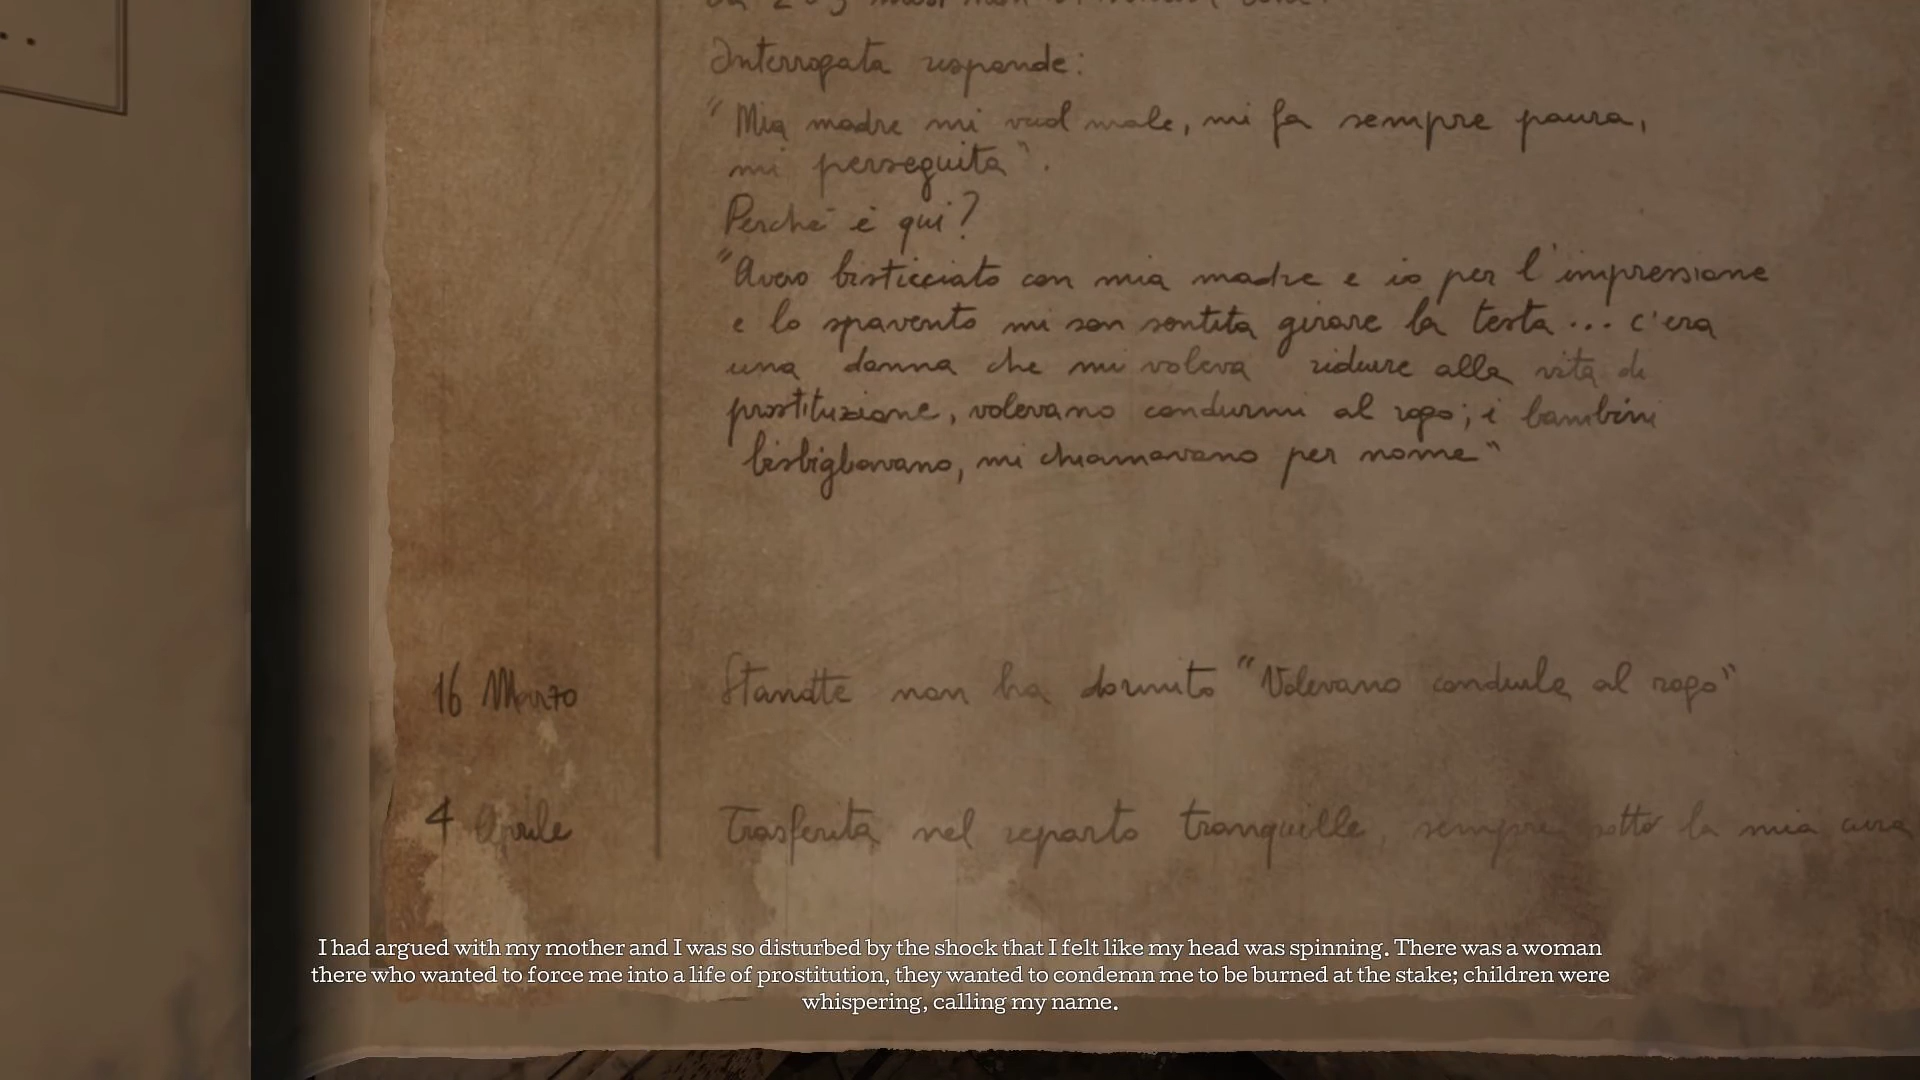 Interrogata risponde:
"Mia madre mi vuol male, mi fa sempre paura,
mi perseguita".
Perchè è qui?
"Avevo bisticciato con mia madre e io per l'impressione
e lo spavento mi son sentita girare la testa... c'era
una donna che mi voleva ridurre alla vita di
prostituzione, volevano condurmi al rogo; i bambini
bisbigliavano, mi chiamavano per nome"
16 Marzo Stanotte non ha dormito "Volevano condurla al rogo"
4 Aprile Trasferita nel reparto tranquille, sempre sotto la mia cura
I had argued with my mother and I was so disturbed by the shock that I felt like my head was spinning. There was a woman
there who wanted to force me into a life of prostitution, they wanted to condemn me to be burned at the stake; children were
whispering, calling my name.